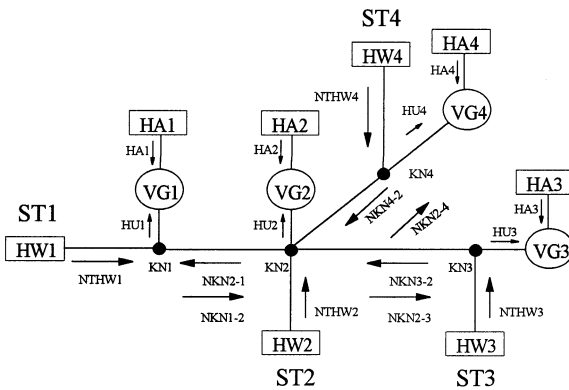 ST4
HW4
HA4
HA4
NTHW4
HU4
VG4
HA1
HA2
HA1
HA2
KN4
VG1
VG2
NKN4-2
NKN2-4
HA3
HA3
ST1
HU1
HU2
HU3
HW1
VG3
KN1
KN2
KN3
NTHW1
NKN2-1
NKN3-2
NKN1-2
NTHW2
NKN2-3
NTHW3
HW2
HW3
ST2
ST3